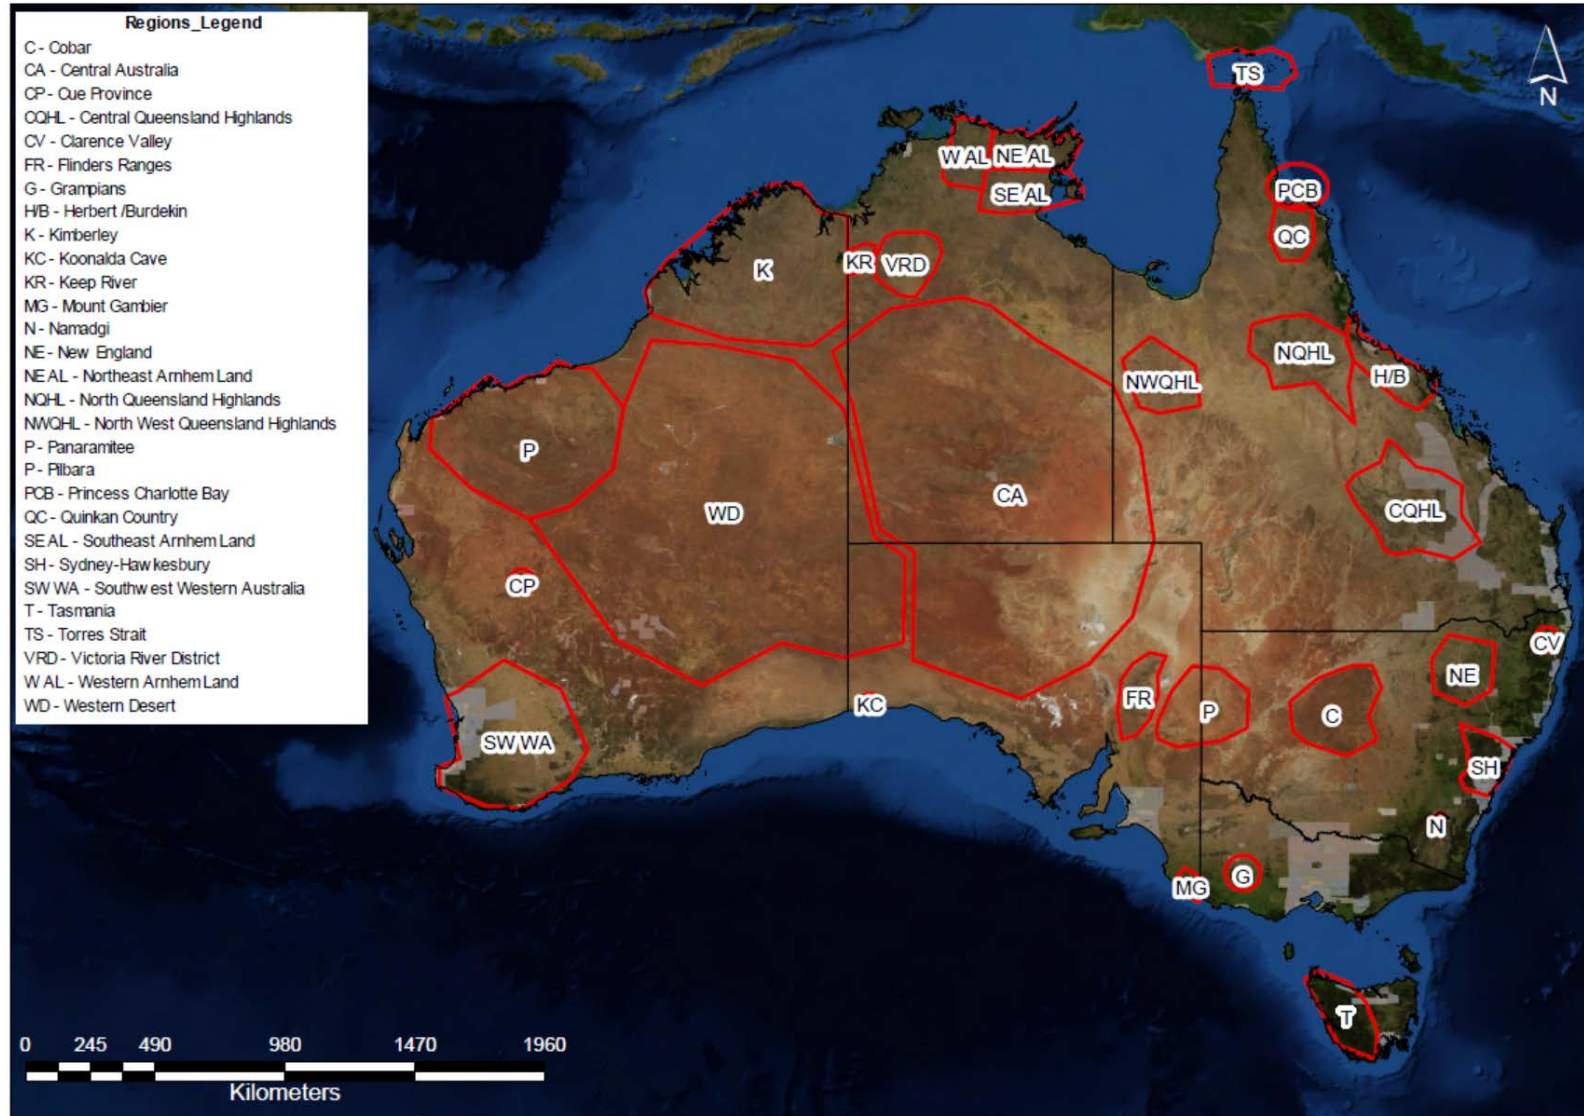 Regions_Legend
C - Cobar
CA - Central Australia
CP - Cue Province
CQHL - Central Queensland Highlands
CV - Clarence Valley
FR - Flinders Ranges
G - Grampians
H/B - Herbert /Burdekin
K - Kimberley
KC - Koonalda Cave
KR - Keep River
MG - Mount Gambier
N - Namadgi
NE - New England
NE AL - Northeast Arnhem Land
NQHL - North Queensland Highlands
NWQHL - North West Queensland Highlands
P - Panaramitee
P - Pilbara
PCB - Princess Charlotte Bay
QC - Quinkan Country
SE AL - Southeast Arnhem Land
SH - Sydney-Hawkesbury
SW WA - Southwest Western Australia
T - Tasmania
TS - Torres Strait
VRD - Victoria River District
W AL - Western Arnhem Land
WD - Western Desert
TS
N
W AL
NE AL
SE AL
PCB
QC
K
KR
VRD
NQHL
NWQHL
H/B
P
WD
CA
CQHL
CP
CV
NE
FR
P
C
KC
SW WA
SH
N
MG
G
T
0 245 490 980 1470 1960
Kilometers